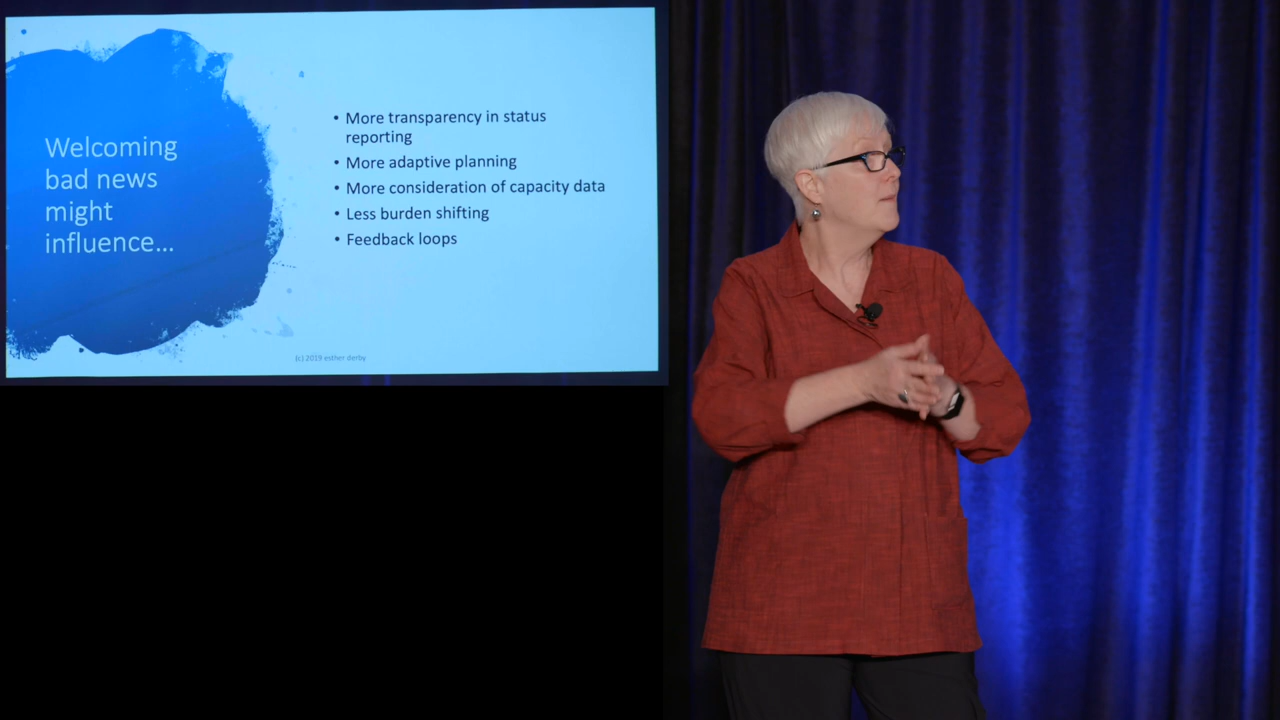 Welcoming
bad news
might
influence...
• More transparency in status
reporting
• More adaptive planning
• More consideration of capacity data
• Less burden shifting
• Feedback loops
(c) 2019 esther derby